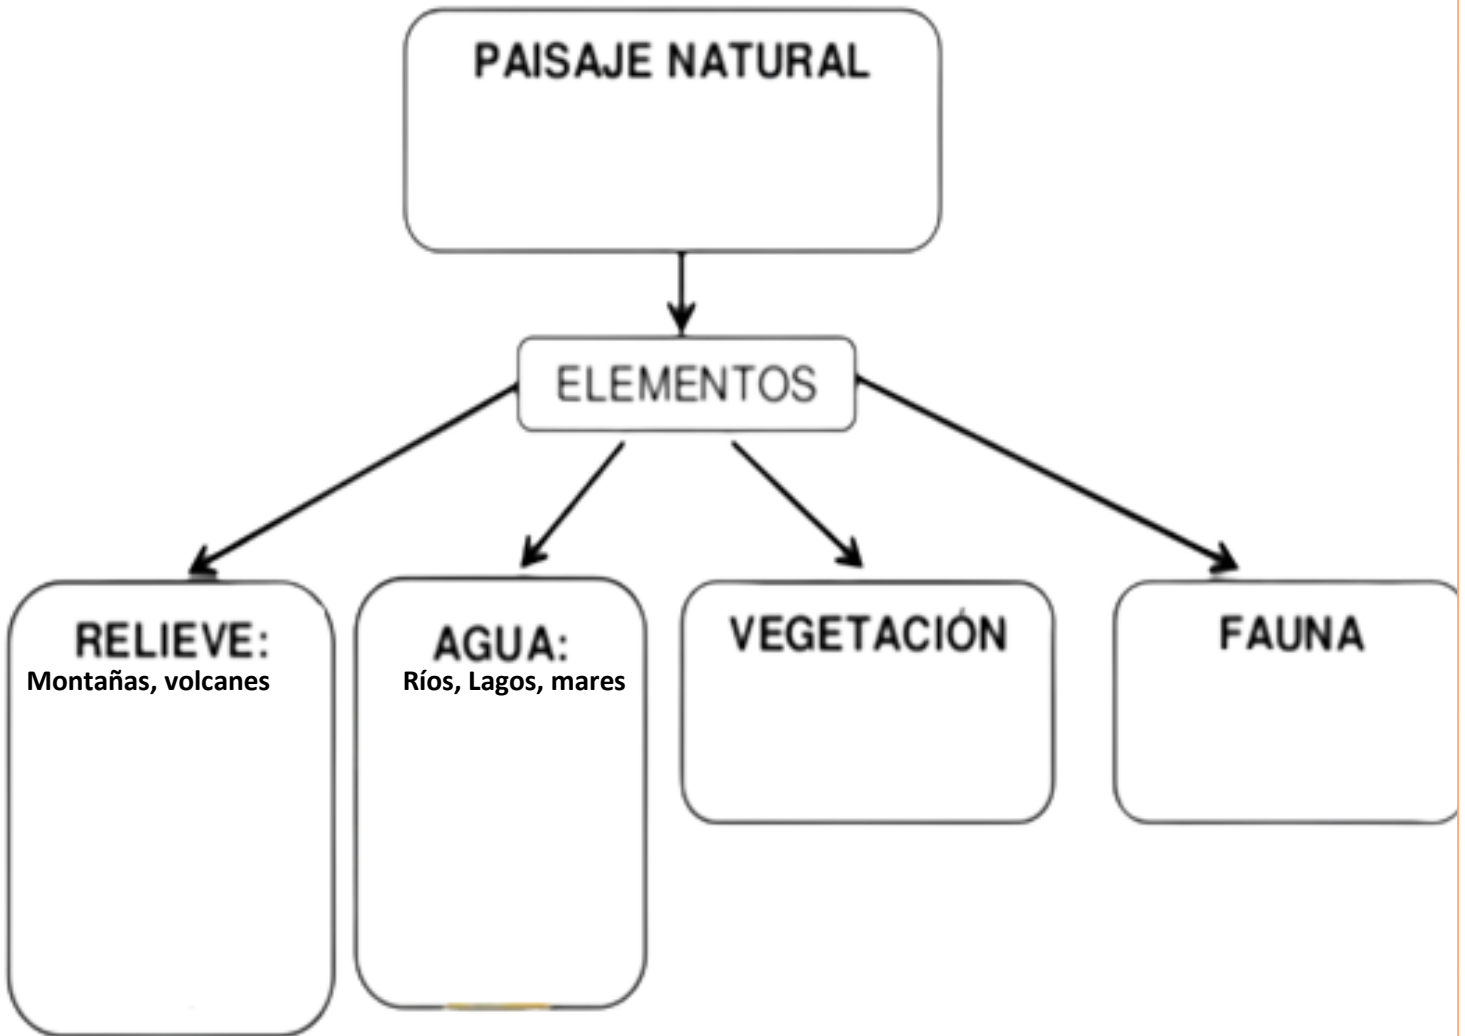 PAISAJE NATURAL
ELEMENTOS
RELIEVE:
Montañas, volcanes
AGUA:
Ríos, Lagos, mares
VEGETACIÓN
FAUNA